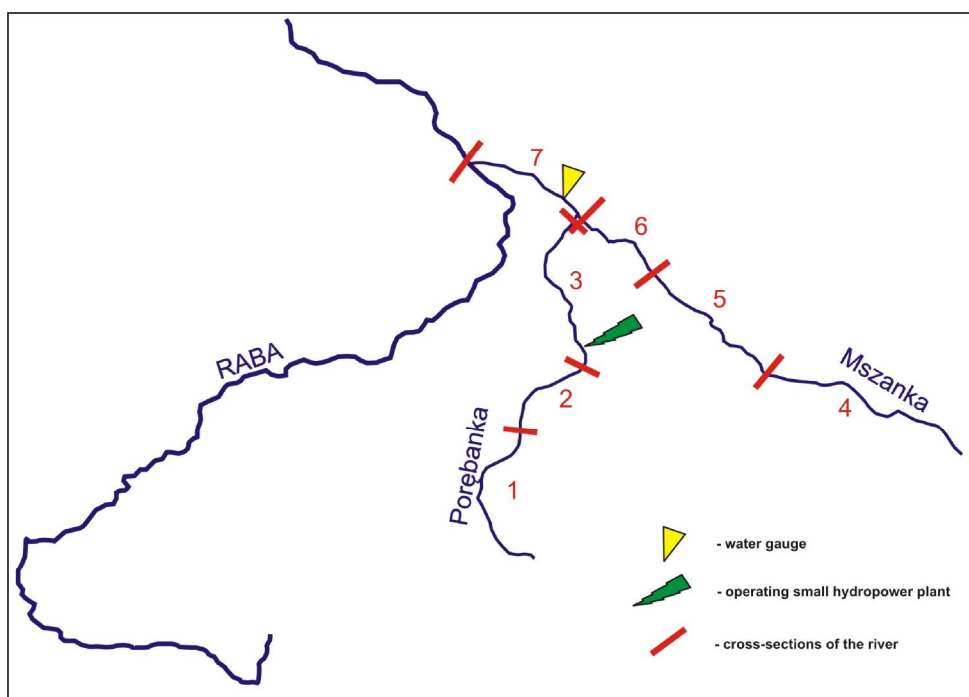 7
6
3
5
RABA
Mszanka
2
4
Porębanka
1
- water gauge
- operating small hydropower plant
- cross-sections of the river